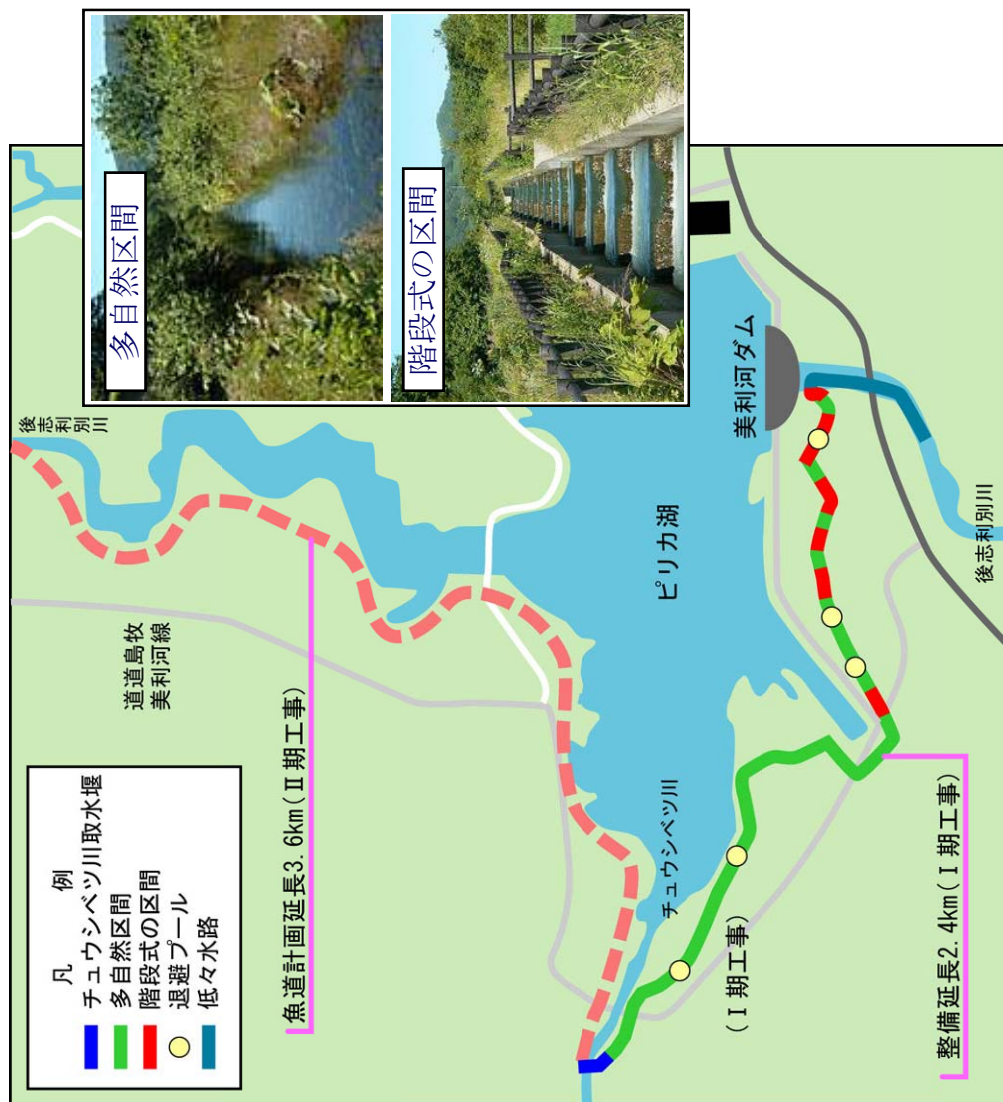 凡例
チュウシベツ川取水堰
多自然区間
階段式の区間
退避プール
低々水路
魚道計画延長3.6km(Ⅱ期工事)
道道島牧
美利河線
後志利別川
多自然区間
階段式の区間
チュウシベツ川
ピリカ湖
美利河ダム
(Ⅰ期工事)
整備延長2.4km(Ⅰ期工事)
後志利別川